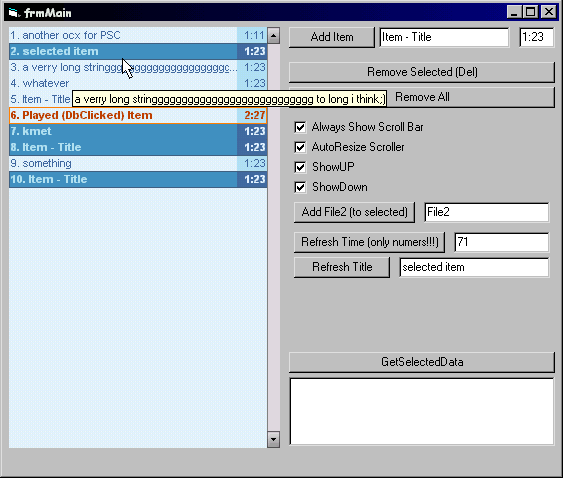 frmMain
1. another ocx for PSC 1:11
2. selected item 1:23
3. a verry long stringggggggggggggggggggggg... 1:23
4. whatever 1:23
5. Item - Title
a verry long stringggggggggggggggggggggggggggg to long i think;)
6. Played (DbClicked) Item 2:27
7. kmet 1:23
8. Item - Title 1:23
9. something 1:23
10. Item - Title 1:23
Add Item Item - Title 1:23
Remove Selected (Del)
Remove All
Always Show Scroll Bar
AutoResize Scroller
ShowUP
ShowDown
Add File2 (to selected) File2
Refresh Time (only numers!!!) 71
Refresh Title selected item
GetSelectedData